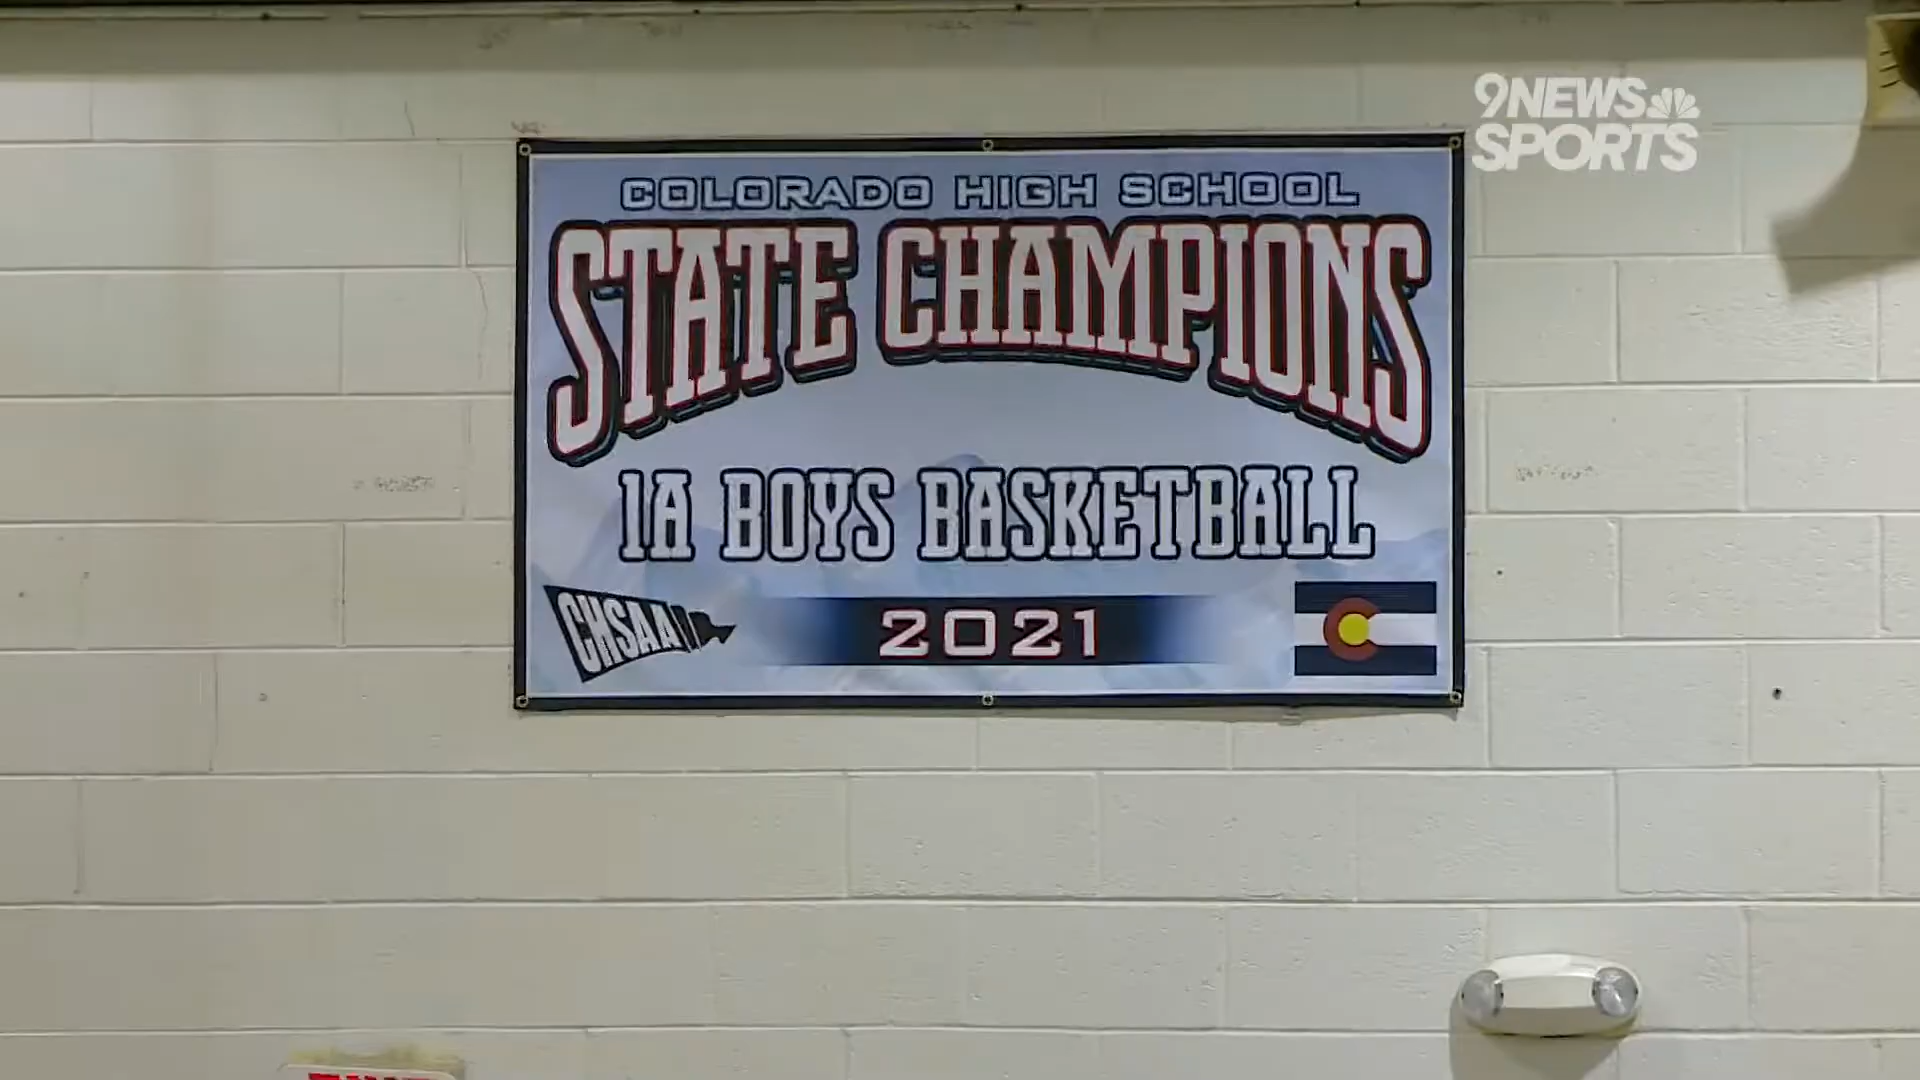 9NEWS
SPORTS
COLORADO HIGH SCHOOL
STATE CHAMPIONS
1A BOYS BASKETBALL
CHSAA
2021